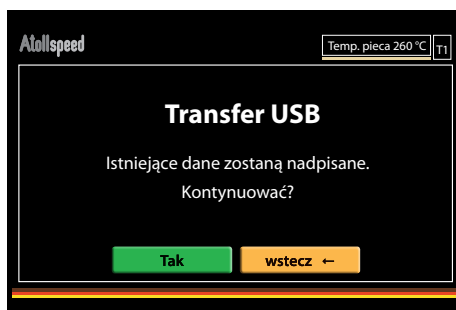 Atollspeed
Temp. pieca 260 °C T1
Transfer USB
Istniejące dane zostaną nadpisane.
Kontynuować?
Tak
wstecz ←